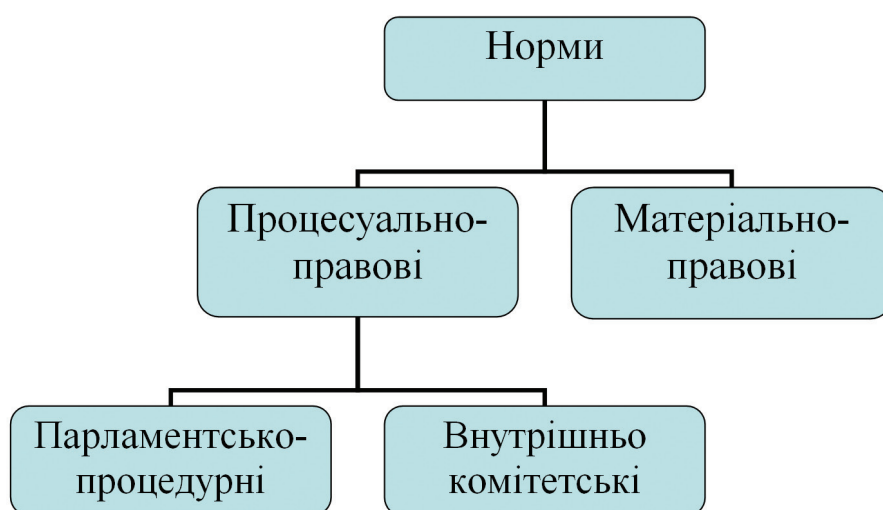 Норми
Процесуально-
правові
Матеріально-
правові
Парламентсько-
процедурні
Внутрішньо
комітетські